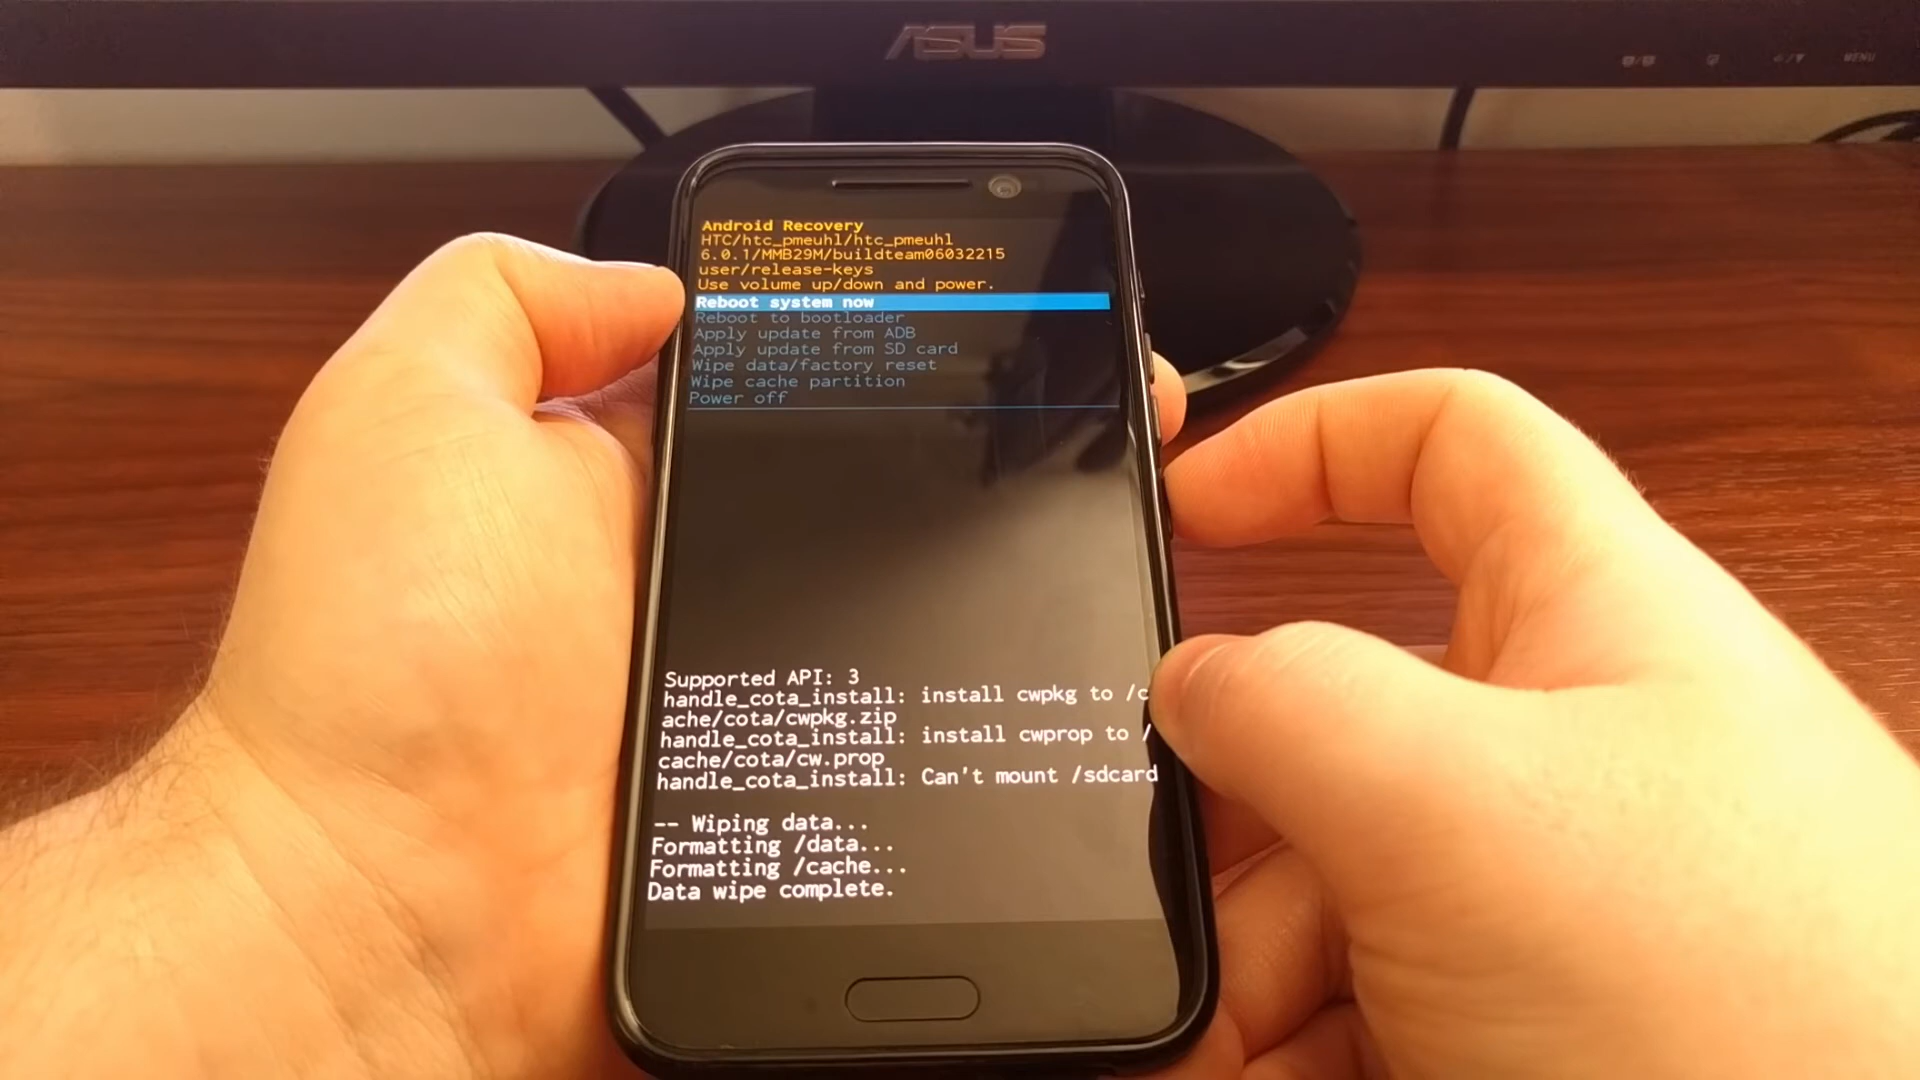 ASUS
MENU
Android Recovery
HTC/htc_pmeuhl/htc_pmeuhl
6.0.1/MMB29M/buildteam06032215
user/release-keys
Use volume up/down and power.
Reboot system now
Reboot to bootloader
Apply update from ADB
Apply update from SD card
Wipe data/factory reset
Wipe cache partition
Power off
Supported API: 3
handle_cota_install: install cwpkg to /c
ache/cota/cwpkg.zip
handle_cota_install: install cwprop to /
cache/cota/cw.prop
handle_cota_install: Can't mount /sdcard
-- Wiping data...
Formatting /data...
Formatting /cache...
Data wipe complete.